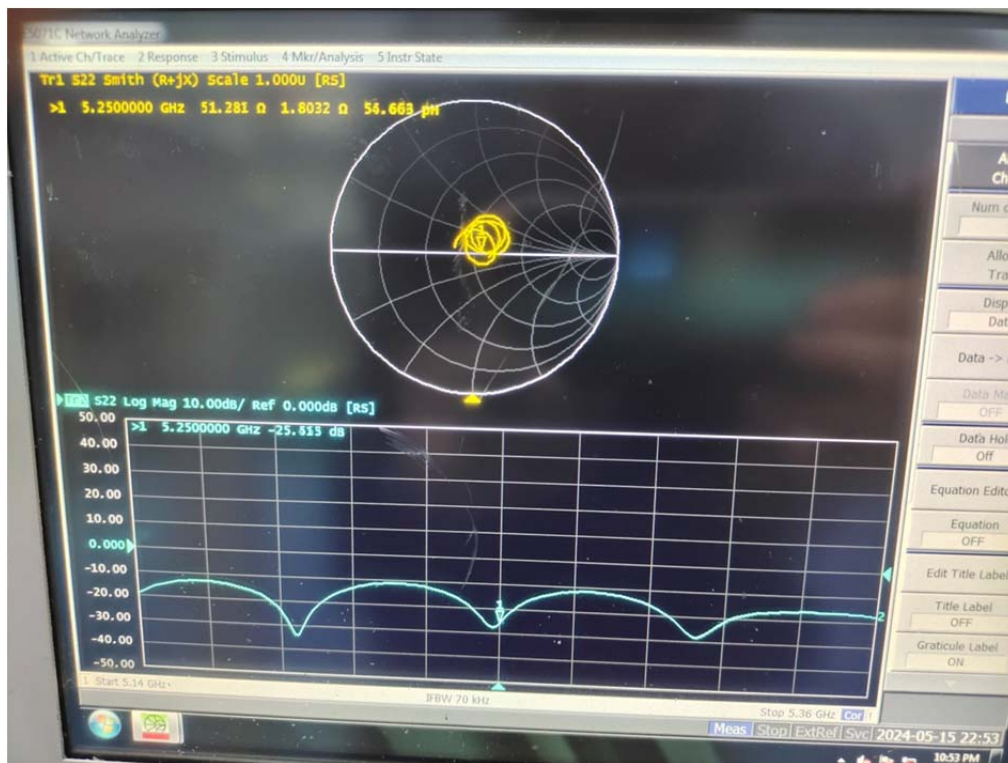 E5071C Network Analyzer
1 Active Ch/Trace 2 Response 3 Stimulus 4 Mkr/Analysis 5 Instr State
Tr1 S22 Smith (R+jX) Scale 1.000U [RS]
>1 5.2500000 GHz 51.281 Ω 1.8032 Ω 54.663 pH
S22 Log Mag 10.00dB/ Ref 0.000dB [RS]
50.00
>1 5.2500000 GHz -25.613 dB
40.00
30.00
20.00
10.00
0.000
-10.00
-20.00
-30.00
-40.00
-50.00
1
2
1 Start 5.14 GHz
IFBW 70 kHz
Stop 5.36 GHz Cor !
Num o
Allo
Tra
Disp
Dat
Data ->
Data M
OFF
Data Hol
Off
Equation Edito
Equation
OFF
Edit Title Label
Title Label
OFF
Graticule Label
ON
Meas Stop ExtRef Svc 2024-05-15 22:53
10:53 PM